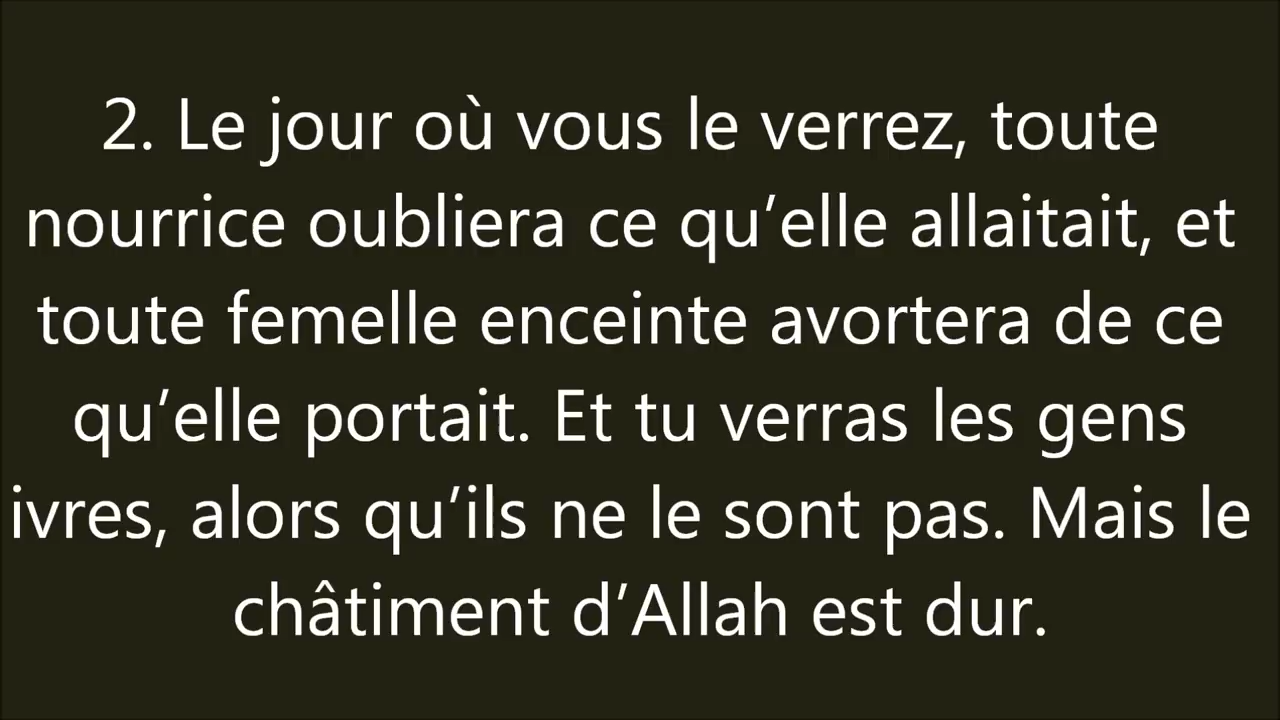 2. Le jour où vous le verrez, toute
nourrice oubliera ce qu’elle allaitait, et
toute femelle enceinte avortera de ce
qu’elle portait. Et tu verras les gens
ivres, alors qu’ils ne le sont pas. Mais le
châtiment d’Allah est dur.